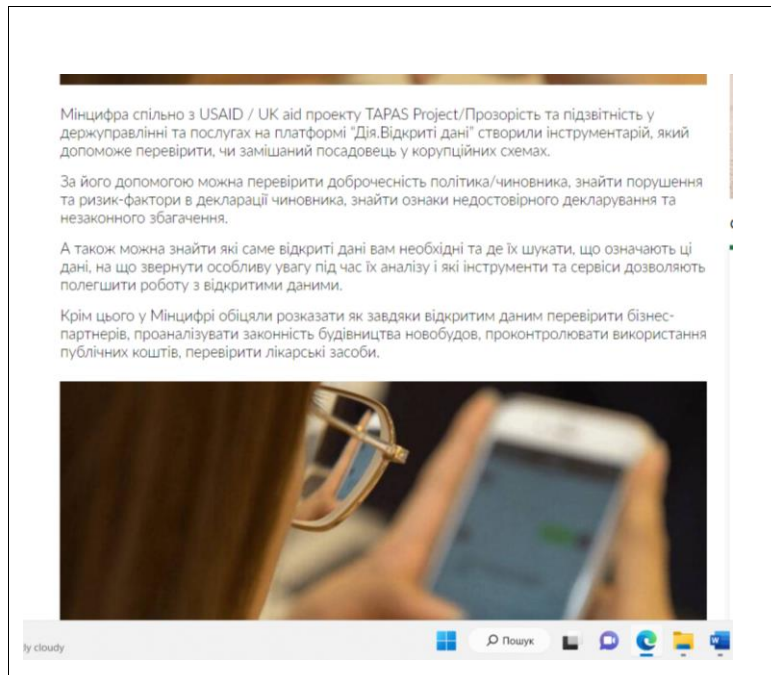 Мінцифра спільно з USAID / UK aid проекту TAPAS Project/Прозорість та підзвітність у
держуправлінні та послугах на платформі "Дія.Відкриті дані" створили інструментарій, який
допоможе перевірити, чи замішаний посадовець у корупційних схемах.
За його допомогою можна перевірити доброчесність політика/чиновника, знайти порушення
та ризик-фактори в декларації чиновника, знайти ознаки недостовірного декларування та
незаконного збагачення.
А також можна знайти які саме відкриті дані вам необхідні та де їх шукати, що означають ці
дані, на що звернути особливу увагу під час їх аналізу і які інструменти та сервіси дозволяють
полегшити роботу з відкритими даними.
Крім цього у Мінцифрі обіцяли розказати як завдяки відкритим даним перевірити бізнес-
партнерів, проаналізувати законність будівництва новобудов, проконтролювати використання
публічних коштів, перевірити лікарські засоби.
ly cloudy
Пошук